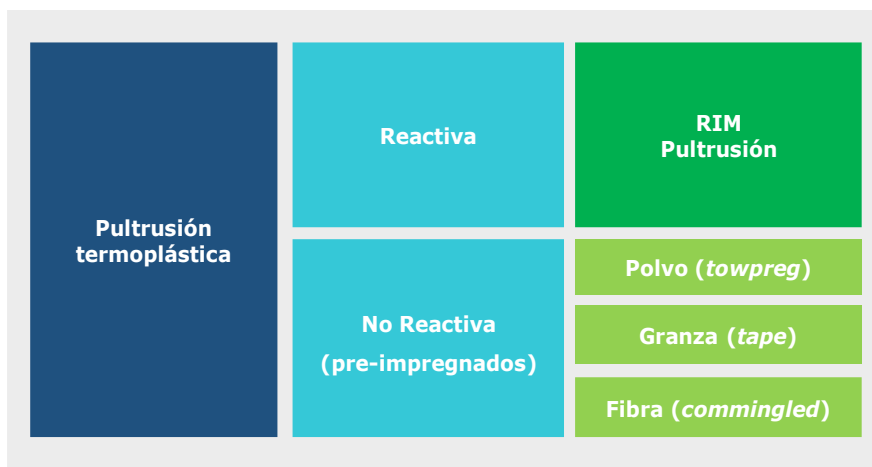 Pultrusión
termoplástica
Reactiva
RIM
Pultrusión
No Reactiva
(pre-impregnados)
Polvo (towpreg)
Granza (tape)
Fibra (commingled)